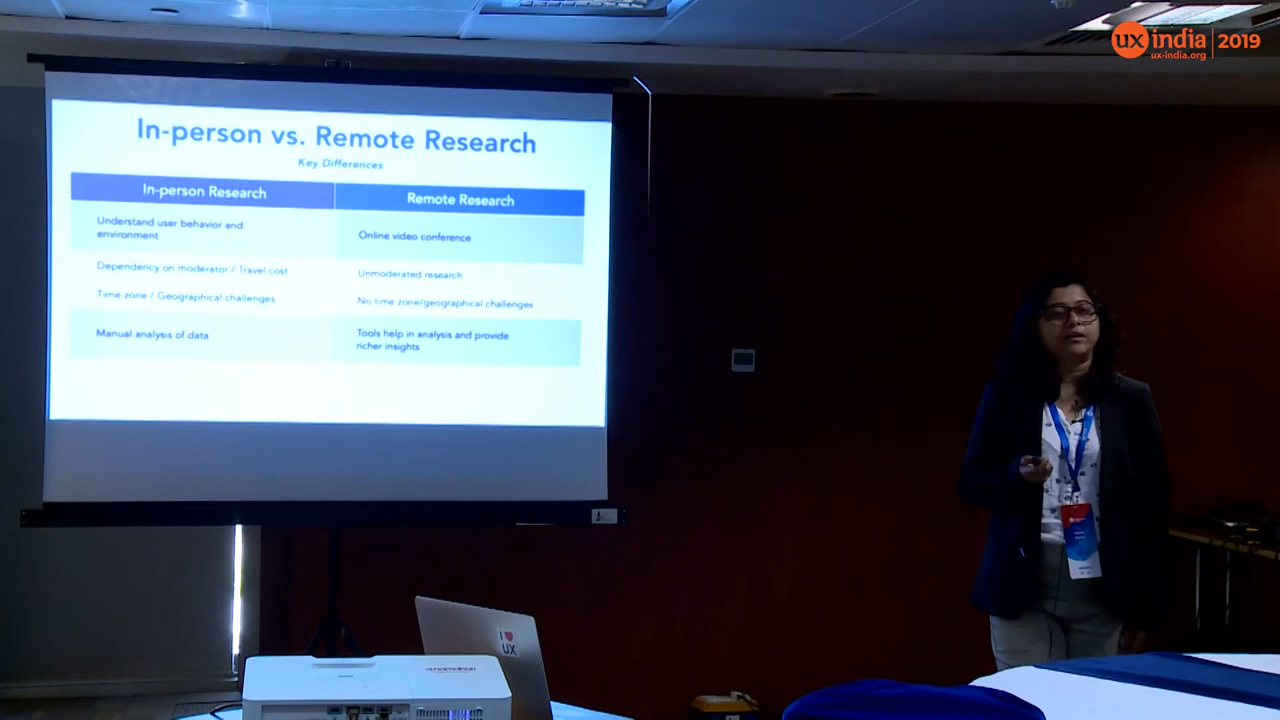 ux india 2019
ux-india.org
In-person vs. Remote Research
Key Differences
In-person Research
Remote Research
Understand user behavior and
environment
Online video conference
Dependency on moderator / Travel cost
Unmoderated research
Time zone / Geographical challenges
No time zone/geographical challenges
Manual analysis of data
Tools help in analysis and provide
richer insights
I
UX